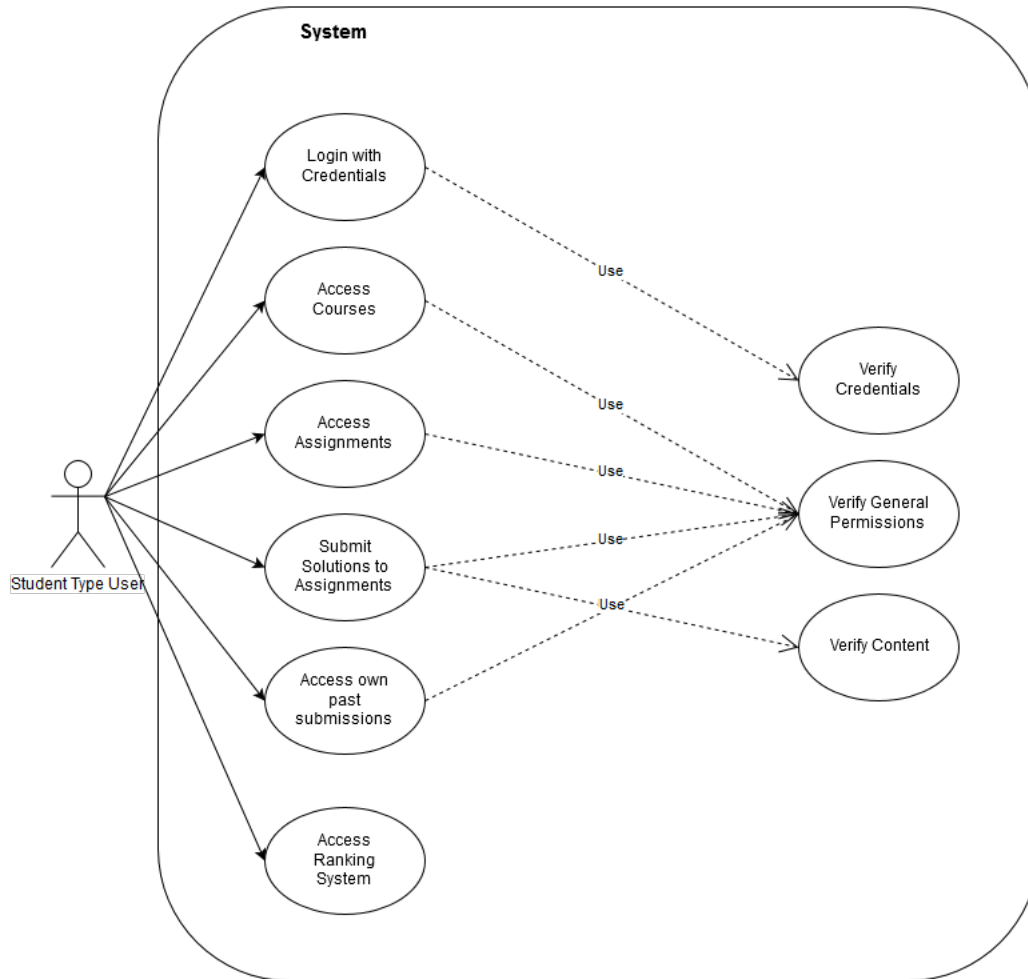 System
Login with
Credentials
Use
Access
Courses
Verify
Credentials
Use
Access
Assignments
Use
Verify General
Permissions
Use
Submit
Solutions to
Assignments
Student Type User
Use
Verify Content
Access own
past
submissions
Access
Ranking
System